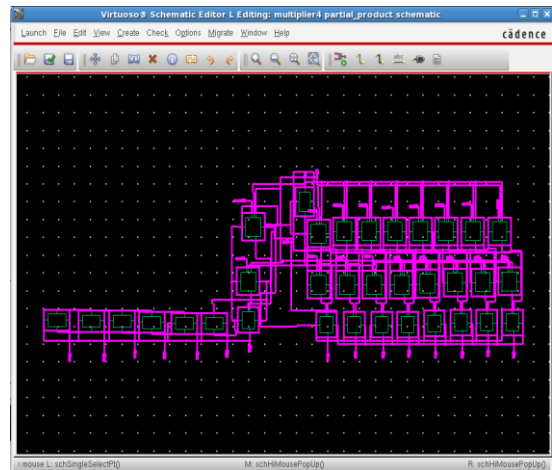 Virtuoso® Schematic Editor L Editing: multiplier4 partial_product schematic
Launch File Edit View Create Check Options Migrate Window Help
cādence
abc
mouse L: schSingleSelectPt() M: schHiMousePopUp() R: schHiMousePopUp()